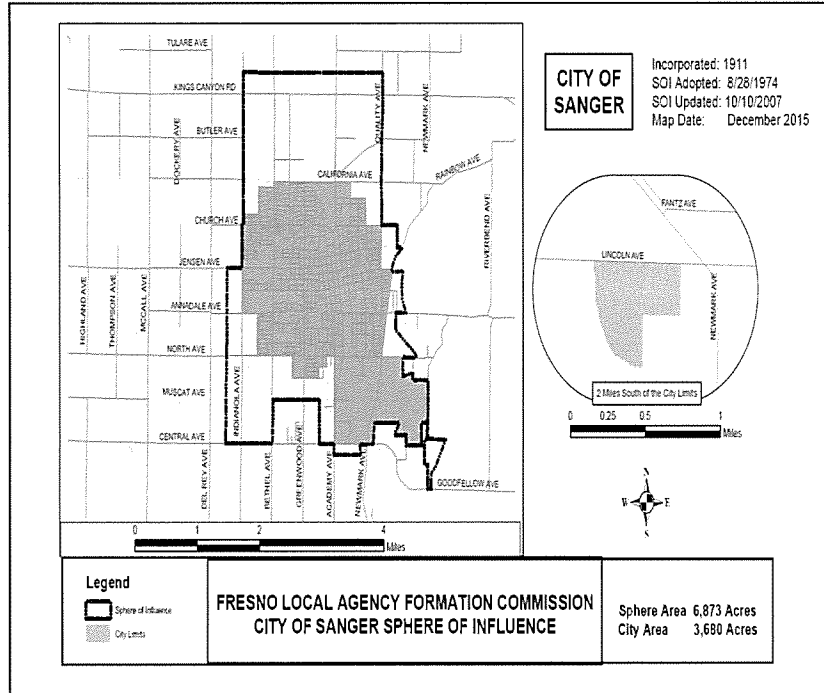 TULARE AVE
KINGS CANYON RD
BUTLER AVE
DOCKERY AVE
QUALITY AVE
NEWMARK AVE
CALIFORNIA AVE
RAINBOW AVE
CHURCH AVE
JENSEN AVE
RIVERBEND AVE
HIGHLAND AVE
THOMPSON AVE
MCCALL AVE
ANNADALE AVE
NORTH AVE
MUSCAT AVE
INDIANOLA AVE
CENTRAL AVE
DEL REY AVE
BETHEL AVE
GREENWOOD AVE
ACADEMY AVE
NEWMARK AVE
GOODFELLOW AVE
0 1 2 4
Miles
CITY OF
SANGER
Incorporated: 1911
SOI Adopted: 8/28/1974
SOI Updated: 10/10/2007
Map Date: December 2015
FANTZ AVE
LINCOLN AVE
NEWMARK AVE
2 Miles South of the City Limits
0 0.25 0.5 1
Miles
N
W E
S
Legend
Sphere of Influence
City Limits
FRESNO LOCAL AGENCY FORMATION COMMISSION
CITY OF SANGER SPHERE OF INFLUENCE
Sphere Area 6,873 Acres
City Area 3,680 Acres